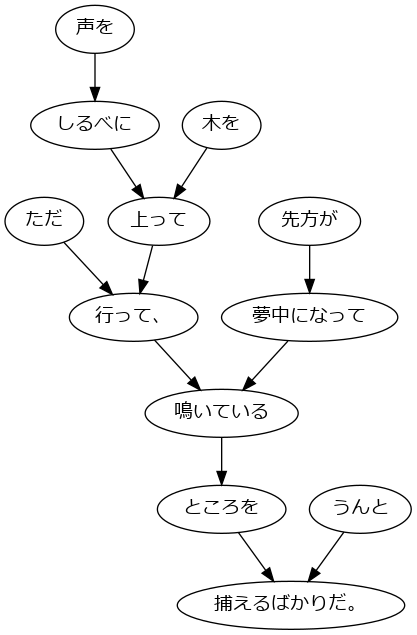 声を
しるべに
木を
ただ
上って
先方が
行って、
夢中になって
鳴いている
ところを
うんと
捕えるばかりだ。